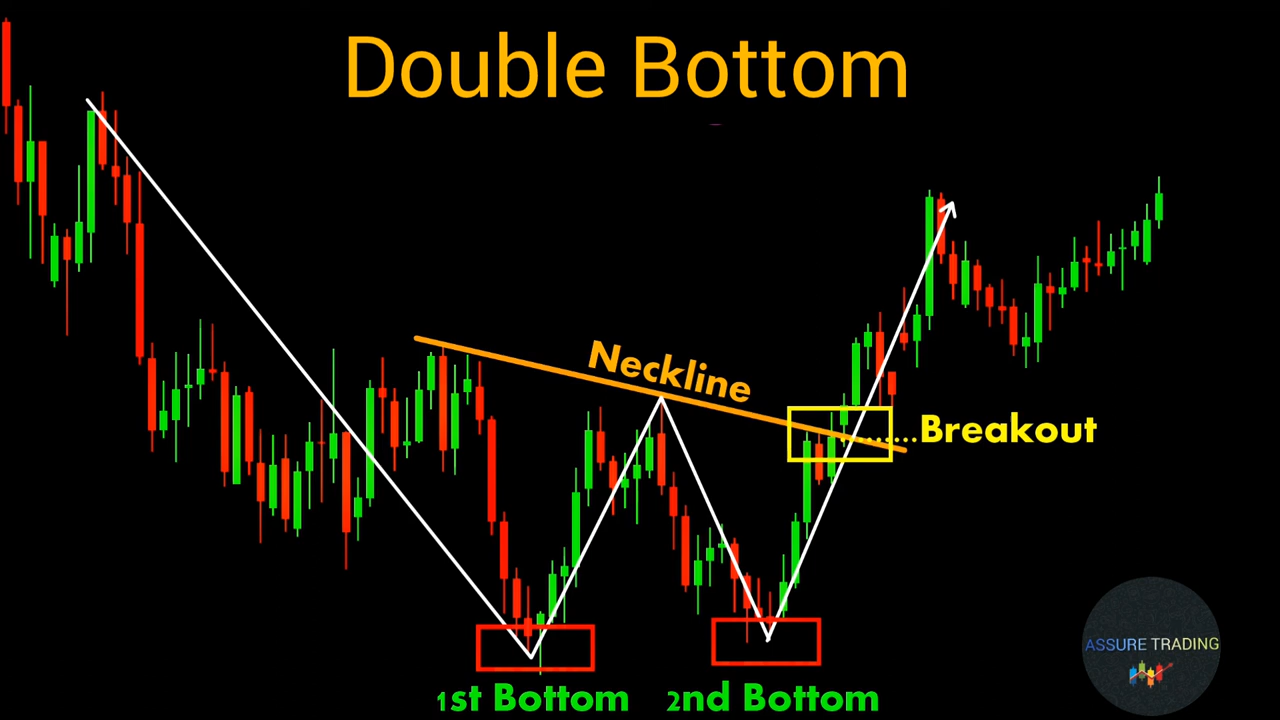 Double Bottom
Neckline
........Breakout
ASSURE TRADING
1st Bottom
2nd Bottom